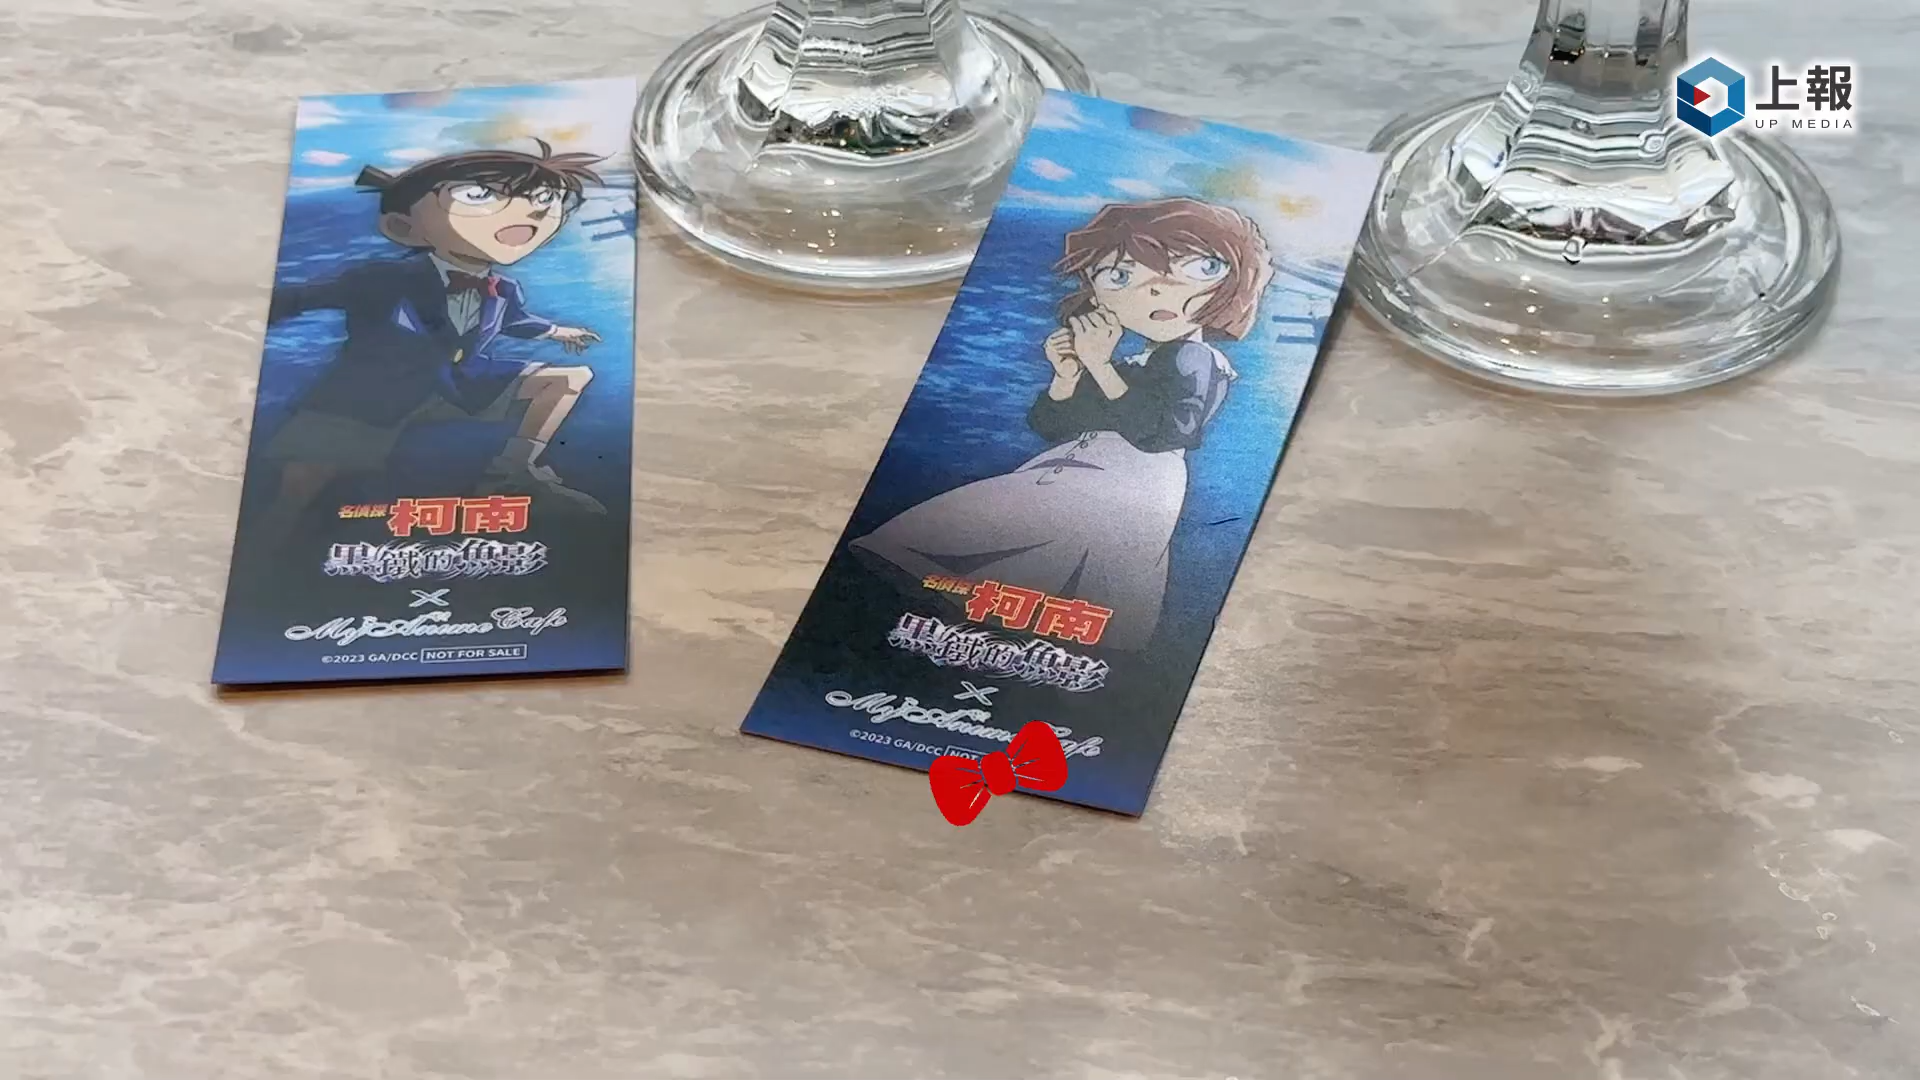 上報
UP MEDIA
名偵探 柯南
黑鐵的魚影
×
My Anime Cafe
©2023 GA/DCC NOT FOR SALE
名偵探 柯南
黑鐵的魚影
×
My Anime Cafe
©2023 GA/DCC NOT